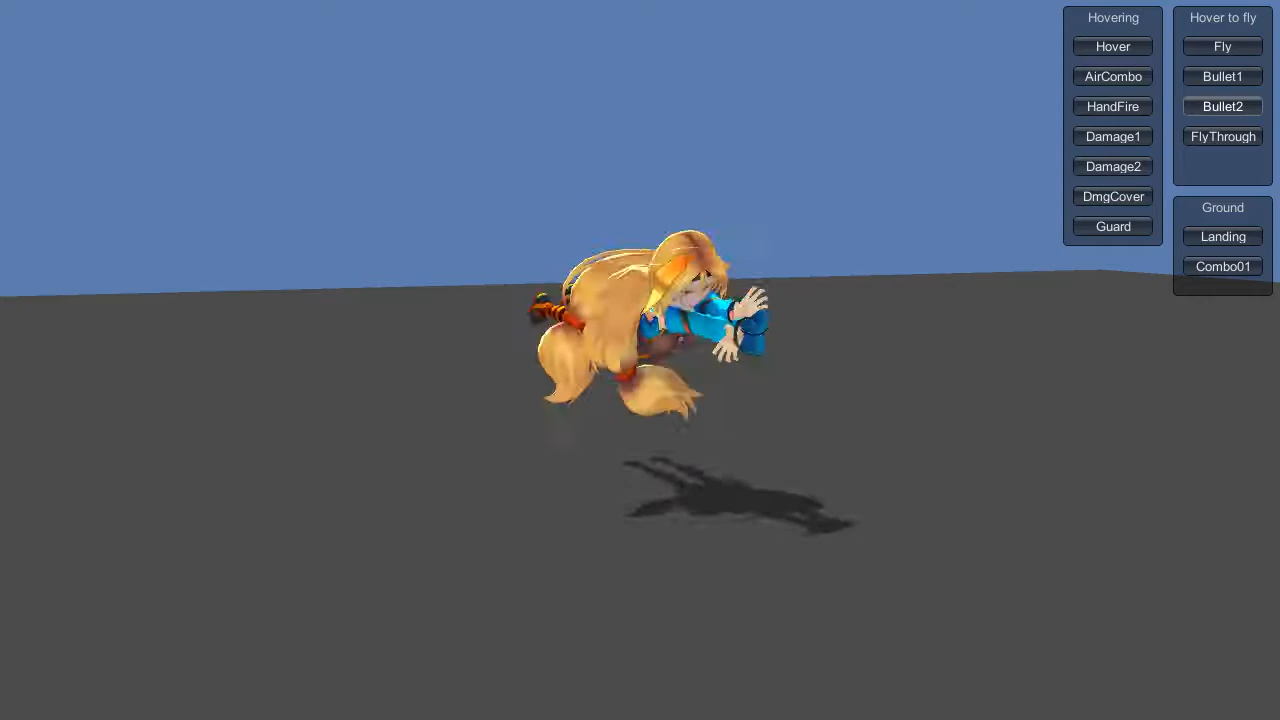 Hovering
Hover
AirCombo
HandFire
Damage1
Damage2
DmgCover
Guard
Hover to fly
Fly
Bullet1
Bullet2
FlyThrough
Ground
Landing
Combo01